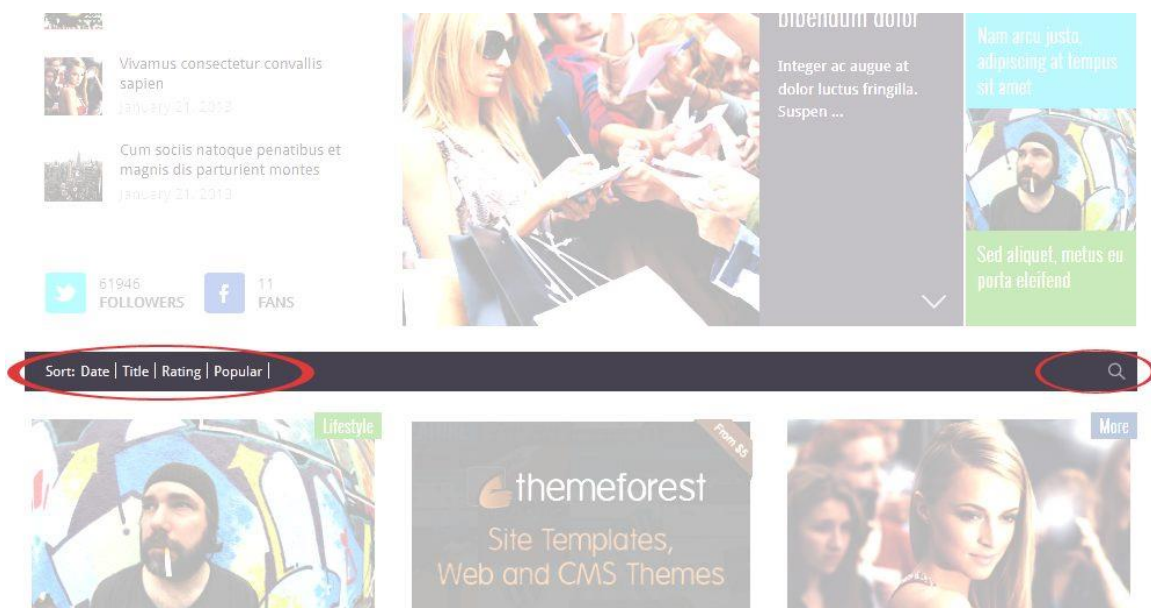 Vivamus consectetur convallis
sapien
january 21, 2013
Cum sociis natoque penatibus et
magnis dis parturient montes
january 21, 2013
61946
FOLLOWERS
11
FANS
bibendum dolor
Integer ac augue at
dolor luctus fringilla.
Suspen ...
Nam arcu justo,
adipiscing at tempus
sit amet
Sed aliquet, metus eu
porta eleifend
Sort: Date | Title | Rating | Popular |
Lifestyle
From $5
themeforest
Site Templates,
Web and CMS Themes
More